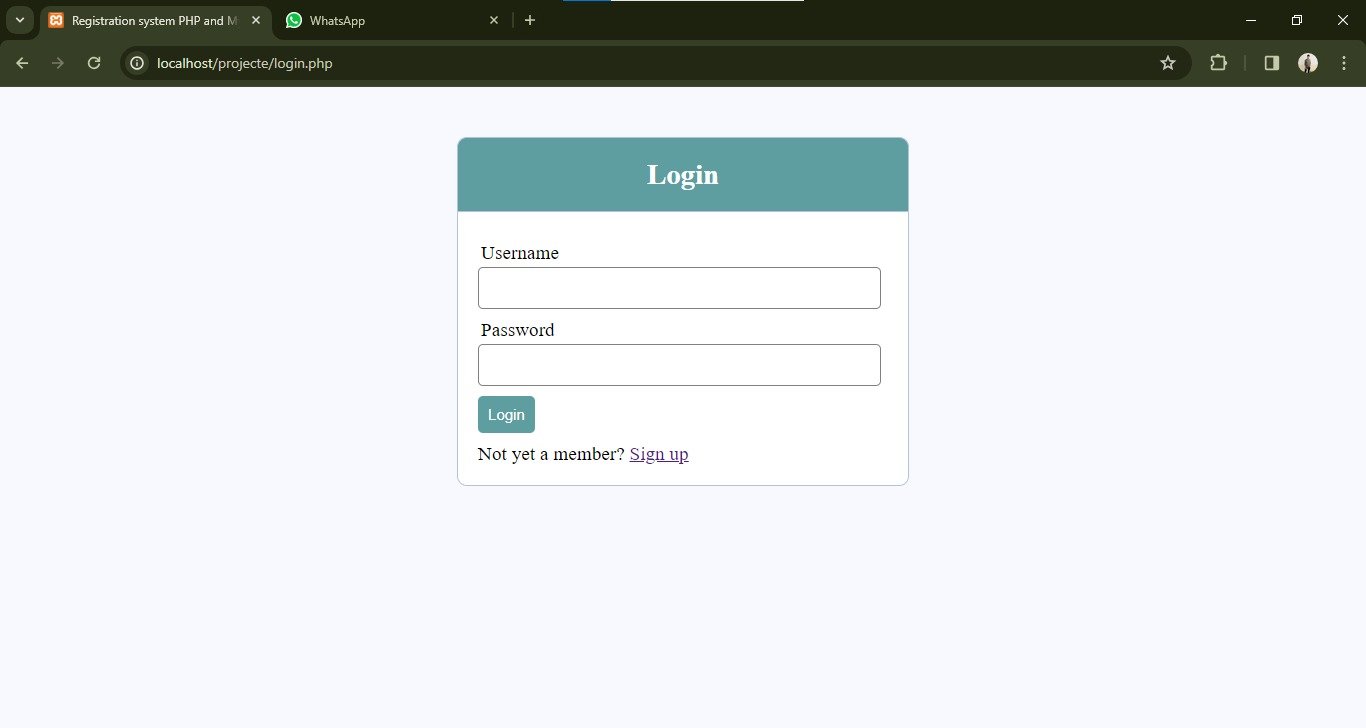 Registration system PHP and M
WhatsApp
localhost/projecte/login.php
Login
Username
Password
Login
Not yet a member? Sign up